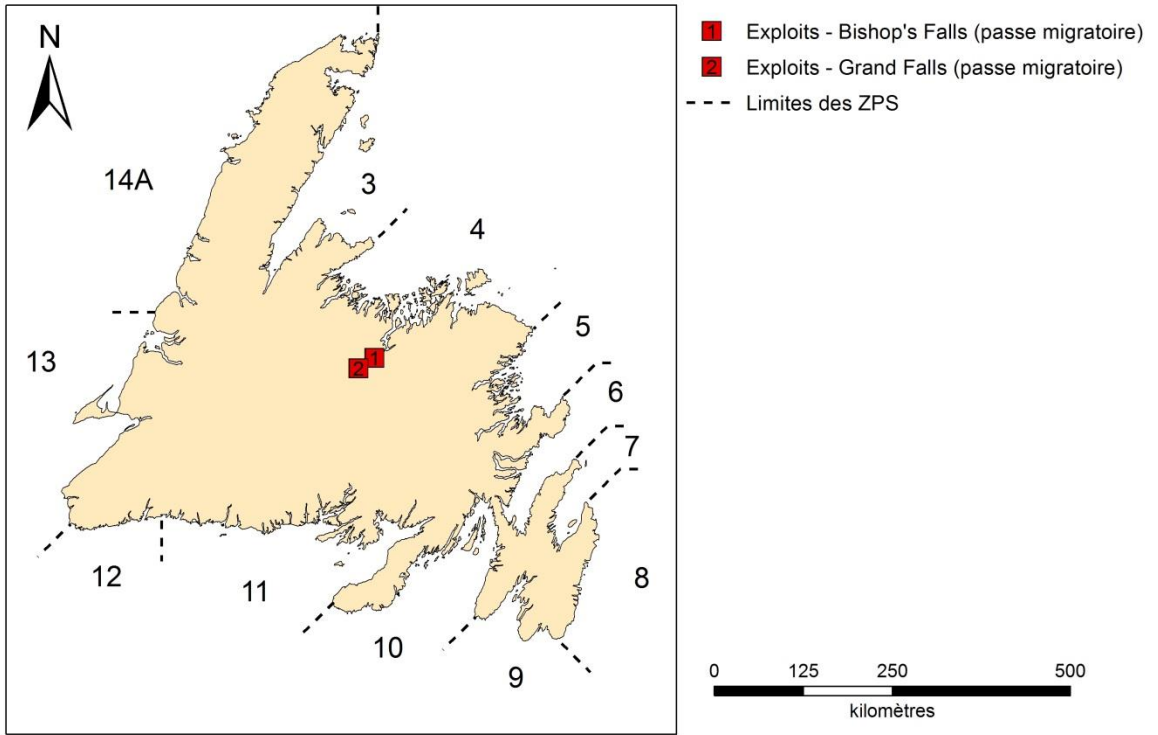 N
14A
3
4
5
13
6
7
1
2
12
11
8
10
9
1 Exploits - Bishop's Falls (passe migratoire)
2 Exploits - Grand Falls (passe migratoire)
Limites des ZPS
0 125 250 500
kilomètres